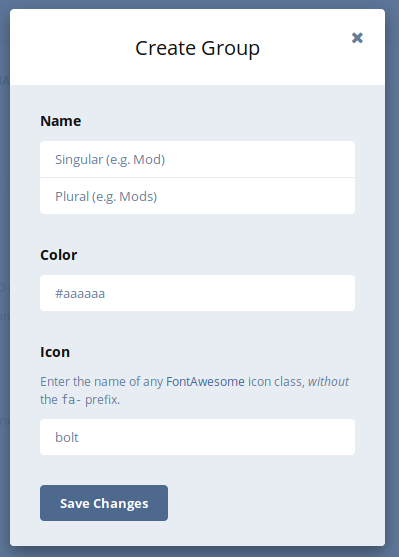 Create Group
Name
Singular (e.g. Mod)
Plural (e.g. Mods)
Color
#aaaaaa
Icon
Enter the name of any FontAwesome icon class, without
the fa- prefix.
bolt
Save Changes